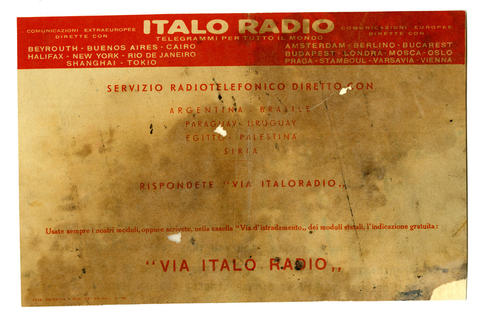 COMUNICAZIONI EXTRAEUROPEE
DIRETTE CON
BEYROUTH - BUENOS AIRES - CAIRO
HALIFAX - NEW YORK - RIO DE JANEIRO
SHANGHAI - TOKIO
ITALO RADIO
TELEGRAMMI PER TUTTO IL MONDO
COMUNICAZIONI EUROPEE
DIRETTE CON
AMSTERDAM - BERLINO - BUCAREST
BUDAPEST - LONDRA - MOSCA - OSLO
PRAGA - STAMBOUL - VARSAVIA - VIENNA
SERVIZIO RADIOTELEFONICO DIRETTO CON
ARGENTINA - BRASILE
PARAGUAY - URUGUAY
EGITTO - PALESTINA
SIRIA
RISPONDETE "VIA ITALORADIO„
Usate sempre i nostri moduli, oppure scrivete, nella casella "Via d'istradamento„ dei moduli statali, l'indicazione gratuita:
"VIA ITALO RADIO„